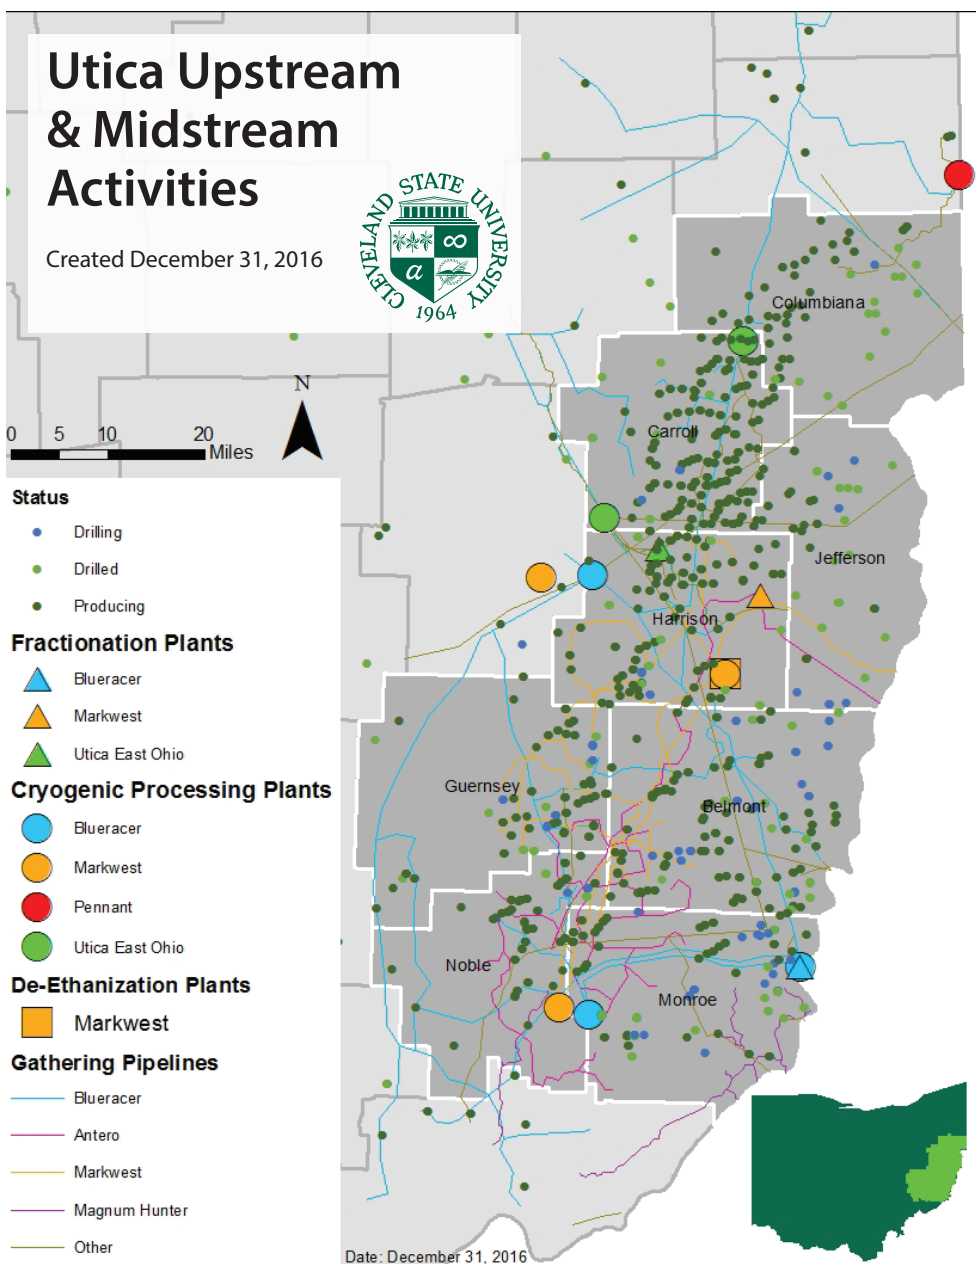 Utica Upstream
& Midstream
Activities
Created December 31, 2016
CLEVELAND STATE UNIVERSITY
α
∞
1964
N
0 5 10 20
Miles
Status
Drilling
Drilled
Producing
Fractionation Plants
Blueracer
Markwest
Utica East Ohio
Cryogenic Processing Plants
Blueracer
Markwest
Pennant
Utica East Ohio
De-Ethanization Plants
Markwest
Gathering Pipelines
Blueracer
Antero
Markwest
Magnum Hunter
Other
Columbiana
Carroll
Jefferson
Harrison
Guernsey
Belmont
Noble
Monroe
Date: December 31, 2016